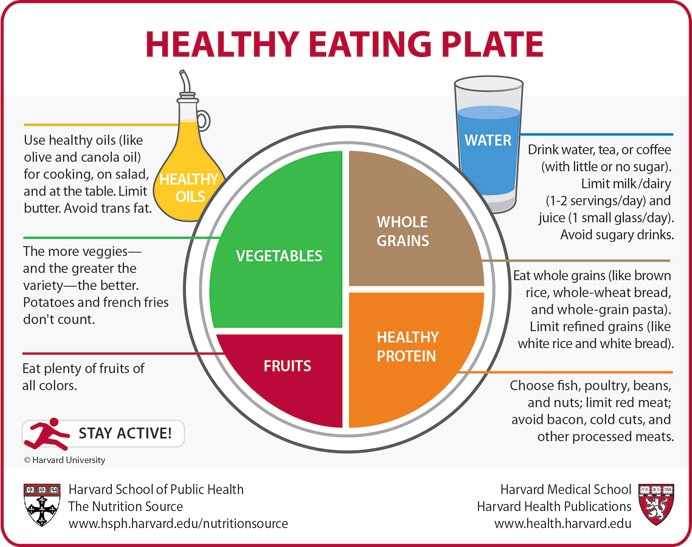 HEALTHY EATING PLATE
Use healthy oils (like
olive and canola oil)
for cooking, on salad,
and at the table. Limit
butter. Avoid trans fat.
HEALTHY
OILS
The more veggies—
and the greater the
variety—the better.
Potatoes and french fries
don't count.
Eat plenty of fruits of
all colors.
VEGETABLES
FRUITS
WHOLE
GRAINS
HEALTHY
PROTEIN
WATER
Drink water, tea, or coffee
(with little or no sugar).
Limit milk/dairy
(1-2 servings/day) and
juice (1 small glass/day).
Avoid sugary drinks.
Eat whole grains (like brown
rice, whole-wheat bread,
and whole-grain pasta).
Limit refined grains (like
white rice and white bread).
Choose fish, poultry, beans,
and nuts; limit red meat;
avoid bacon, cold cuts, and
other processed meats.
STAY ACTIVE!
© Harvard University
Harvard School of Public Health
The Nutrition Source
www.hsph.harvard.edu/nutritionsource
Harvard Medical School
Harvard Health Publications
www.health.harvard.edu